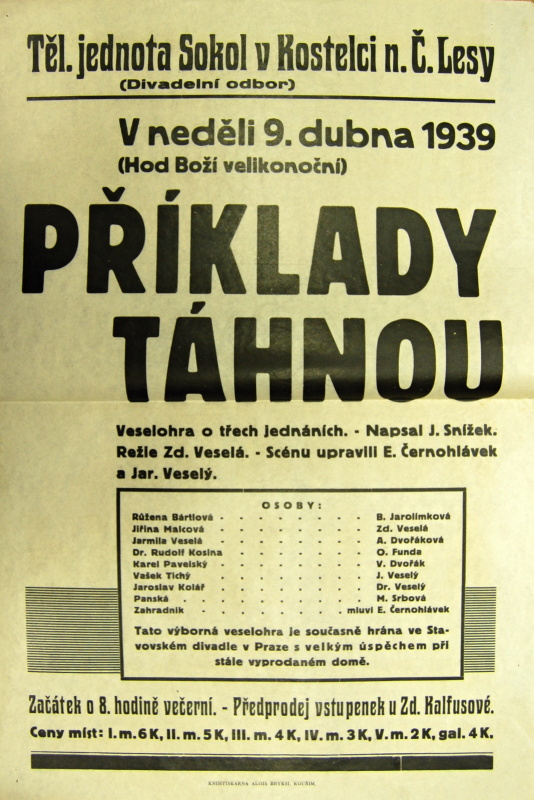 Těl. jednota Sokol v Kostelci n. Č. Lesy
(Divadelní odbor)
V neděli 9. dubna 1939
(Hod Boží velikonoční)
PŘÍKLADY
TÁHNOU
Veselohra o třech jednáních. - Napsal J. Snížek.
Režie Zd. Veselá. - Scénu upravili E. Černohlávek
a Jar. Veselý.
OSOBY:
Růžena Bártlová - - - - - - - B. Jarolímková
Jiřina Malcová - - - - - - - Zd. Veselá
Jarmila Veselá - - - - - - - A. Dvořáková
Dr. Rudolf Kosina - - - - - - - O. Funda
Karel Pavelský - - - - - - - V. Dvořák
Vašek Tichý - - - - - - - J. Veselý
Jaroslav Kolář - - - - - - - Dr. Veselý
Panská - - - - - - - M. Srbová
Zahradník - - - - - - - mluví E. Černohlávek
Tato výborná veselohra je současně hrána ve Sta-
vovském divadle v Praze s velkým úspěchem při
stále vyprodaném domě.
Začátek o 8. hodině večerní. - Předprodej vstupenek u Zd. Kalfusové.
Ceny míst: I. m. 6 K, II. m. 5 K, III. m. 4 K, IV. m. 3 K, V. m. 2 K, gal. 4 K.
KNIHTISKÁRNA ALOIS BRYKSI, KOUŘIM.